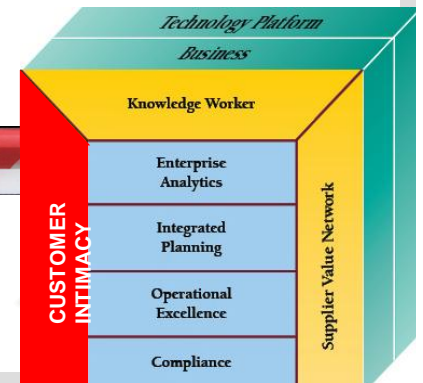 Technology Platform
Business
Knowledge Worker
Enterprise
Analytics
CUSTOMER
INTIMACY
Integrated
Planning
Supplier Value Network
Operational
Excellence
Compliance